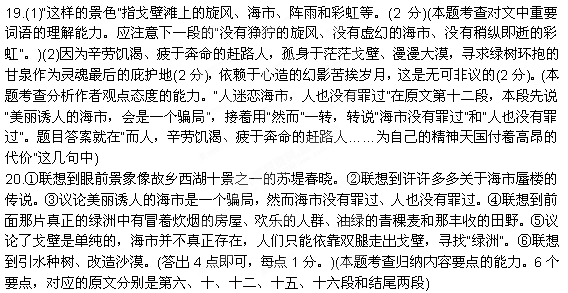 19.(1)“这样的景色”指戈壁滩上的旋风、海市、阵雨和彩虹等。(2 分)(本题考查对文中重要
词语的理解能力。应注意下一段的“没有狰狞的旋风、没有虚幻的海市、没有稍纵即逝的彩
虹”。)(2)因为辛劳饥渴、疲于奔命的赶路人，孤身于茫茫戈壁、漫漫大漠，寻求绿树环抱的
甘泉作为灵魂最后的庇护地(2 分)，依赖于心造的幻影苦挨岁月，这是无可非议的(2 分)。(本
题考查分析作者观点态度的能力。“人迷恋海市，人也没有罪过”在原文第十二段，本段先说
“美丽诱人的海市，会是一个骗局”，接着用“然而”一转，转说“海市没有罪过”和“人也没有罪
过”。题目答案就在“而人，辛劳饥渴、疲于奔命的赶路人……为自己的精神天国付着高昂的
代价”这几句中)
20.①联想到眼前景象像故乡西湖十景之一的苏堤春晓。②联想到许许多多关于海市蜃楼的
传说。③议论美丽诱人的海市是一个骗局，然而海市没有罪过、人也没有罪过。④联想到前
面那片真正的绿洲中有冒着炊烟的房屋、欢乐的人群、油绿的青稞麦和那丰收的田野。⑤议
论了戈壁是单纯的，海市并不真正存在，人们只能依靠双腿走出戈壁，寻找“绿洲”。⑥联想
到引水种树、改造沙漠。(答出 4 点即可，每点 1 分。)(本题考查归纳内容要点的能力。6 个
要点，对应的原文分别是第六、十、十二、十五、十六段和结尾两段)